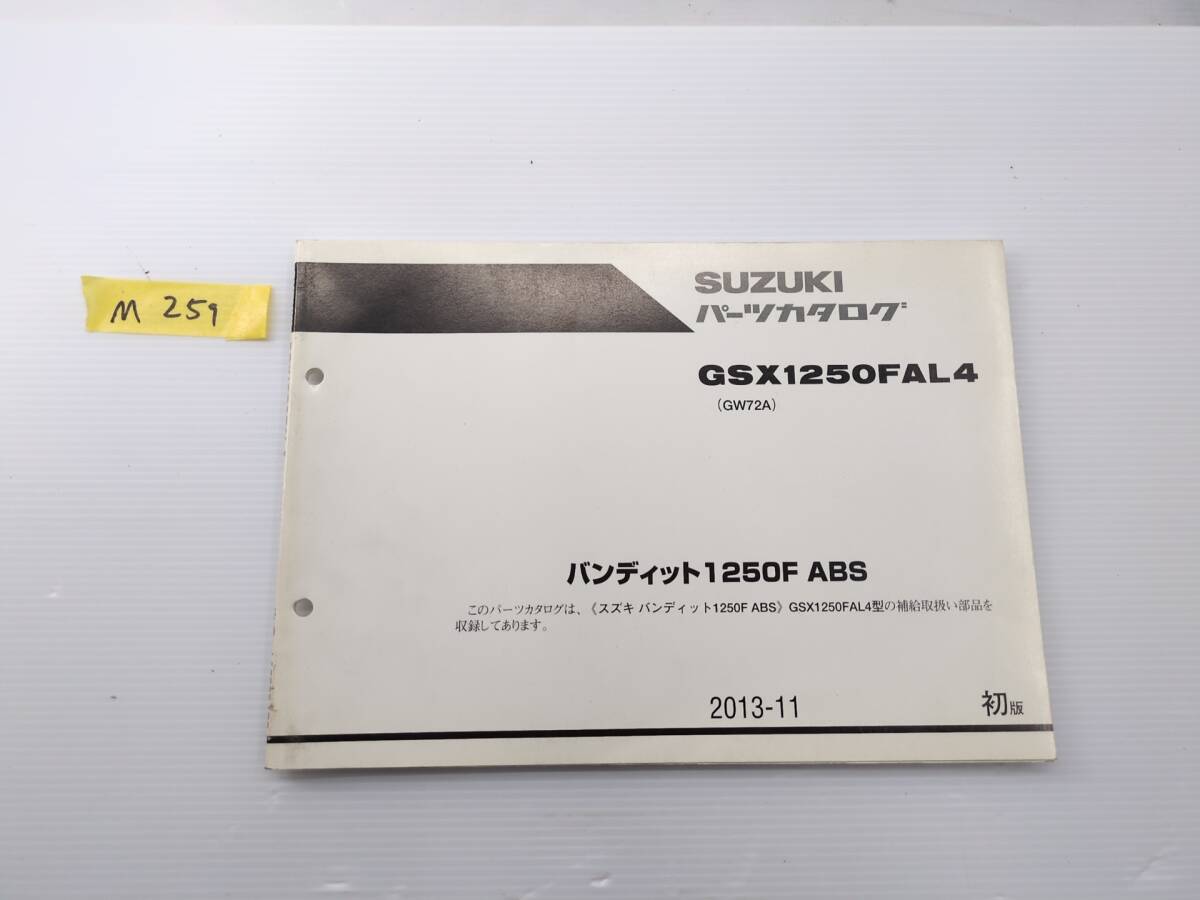 M 259
SUZUKI
パーツカタログ
GSX1250FAL4
(GW72A)
バンディット1250F ABS
このパーツカタログは、《スズキ バンディット1250F ABS》GSX1250FAL4型の補給取扱い部品を
収録してあります。
2013-11 初版